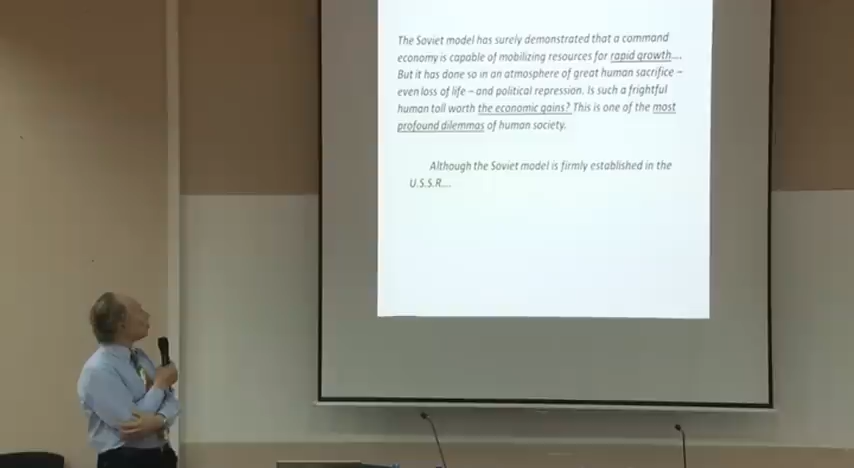 The Soviet model has surely demonstrated that a command
economy is capable of mobilizing resources for rapid growth....
But it has done so in an atmosphere of great human sacrifice –
even loss of life – and political repression. Is such a frightful
human toll worth the economic gains? This is one of the most
profound dilemmas of human society.
Although the Soviet model is firmly established in the
U.S.S.R....